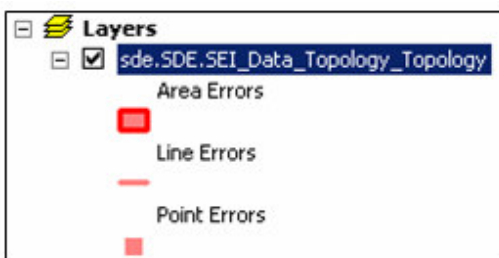 Layers
sde.SDE.SEI_Data_Topology_Topology
Area Errors
Line Errors
Point Errors